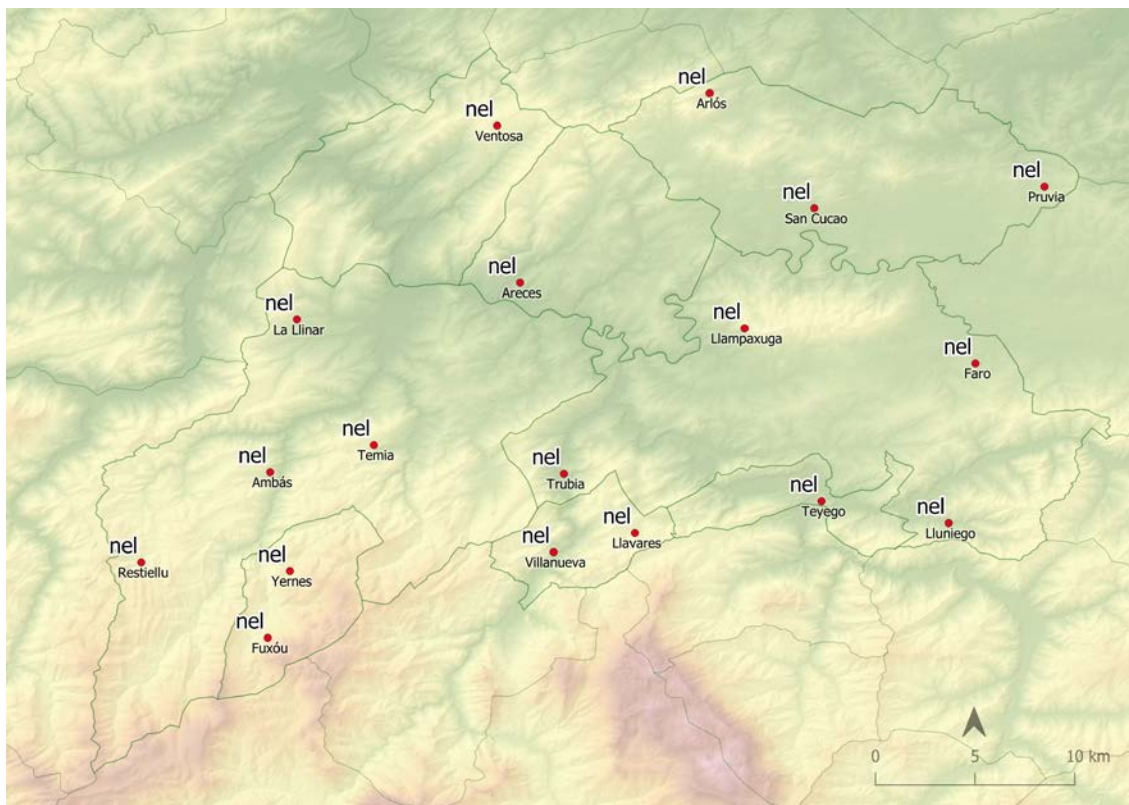 nel
Arlós
nel
Ventosa
nel
Pruvia
nel
San Cucao
nel
Areces
nel
La Llinar
nel
Llampaxuga
nel
Faro
nel
Temia
nel
Ambás
nel
Trubia
nel
Teyego
nel
Lluniego
nel
Llavares
nel
Villanueva
nel
Restiellu
nel
Yernes
nel
Fuxóu
0 5 10 km